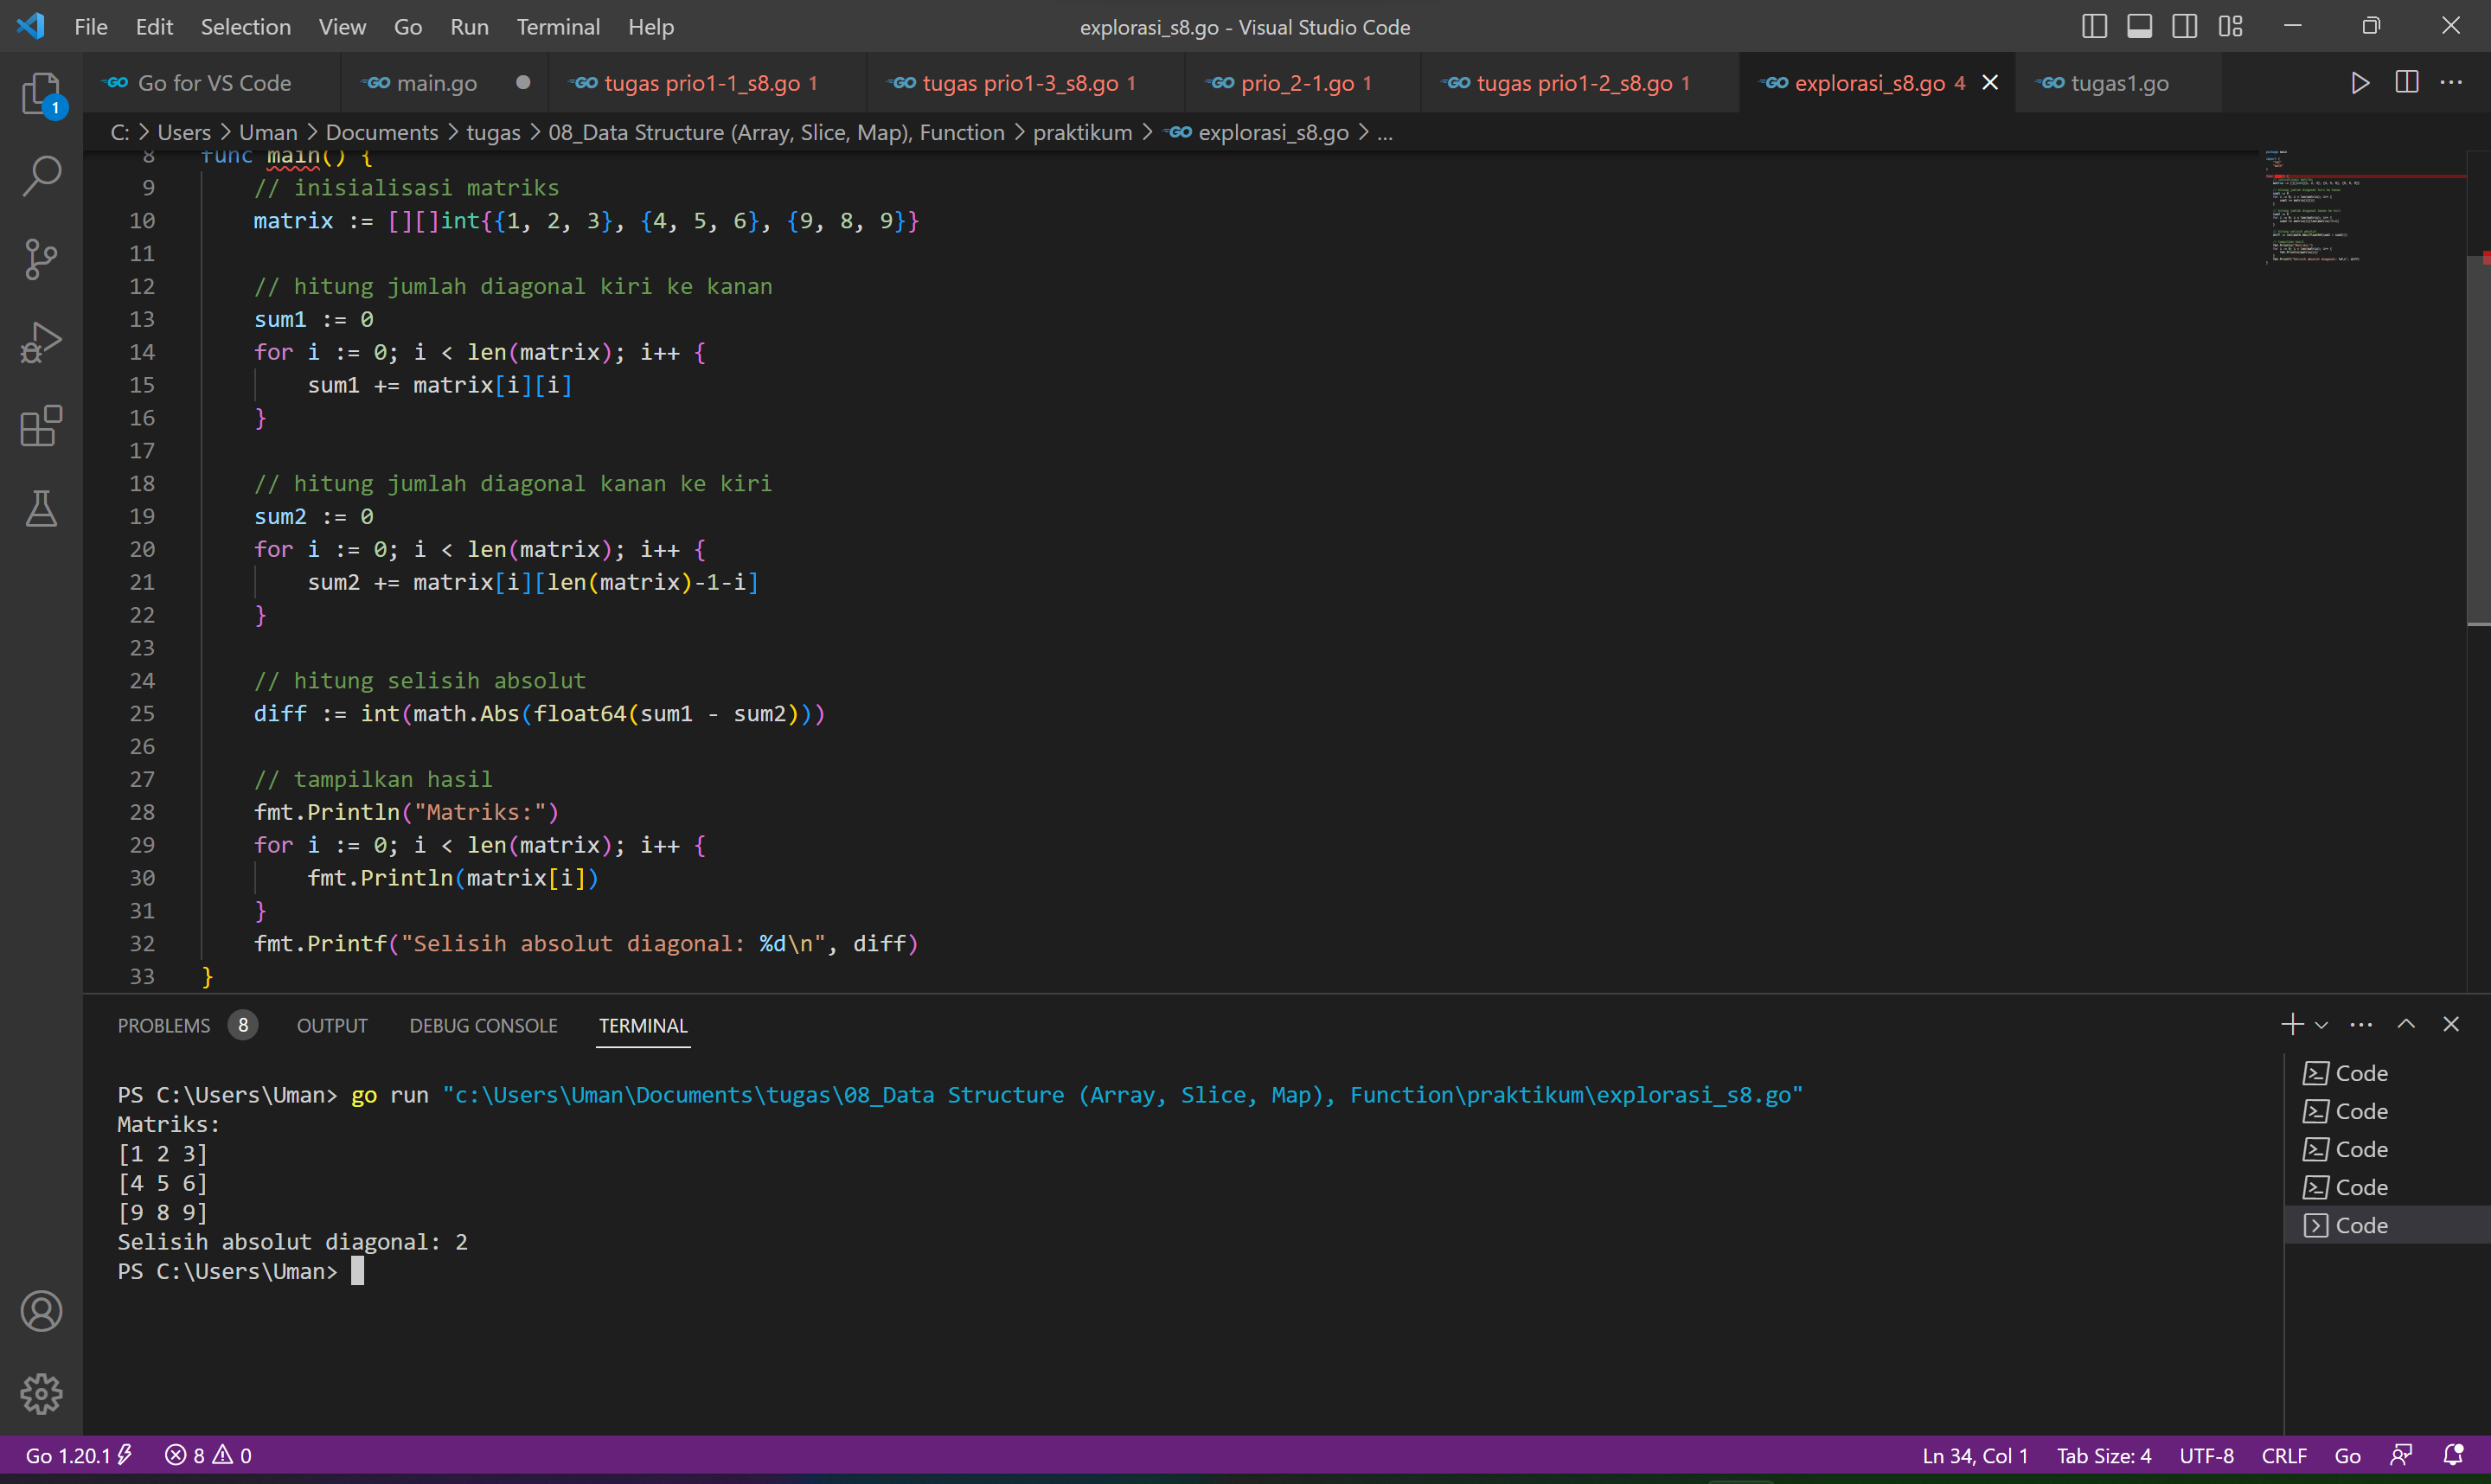 File Edit Selection View Go Run Terminal Help
explorasi_s8.go - Visual Studio Code
GO Go for VS Code
GO main.go
GO tugas prio1-1_s8.go 1
GO tugas prio1-3_s8.go 1
GO prio_2-1.go 1
GO tugas prio1-2_s8.go 1
GO explorasi_s8.go 4
GO tugas1.go
1
C: > Users > Uman > Documents > tugas > 08_Data Structure (Array, Slice, Map), Function > praktikum > GO explorasi_s8.go > ...
8 func main() {
9 // inisialisasi matriks
10 matrix := [][]int{{1, 2, 3}, {4, 5, 6}, {9, 8, 9}}
11
12 // hitung jumlah diagonal kiri ke kanan
13 sum1 := 0
14 for i := 0; i < len(matrix); i++ {
15 sum1 += matrix[i][i]
16 }
17
18 // hitung jumlah diagonal kanan ke kiri
19 sum2 := 0
20 for i := 0; i < len(matrix); i++ {
21 sum2 += matrix[i][len(matrix)-1-i]
22 }
23
24 // hitung selisih absolut
25 diff := int(math.Abs(float64(sum1 - sum2)))
26
27 // tampilkan hasil
28 fmt.Println("Matriks:")
29 for i := 0; i < len(matrix); i++ {
30 fmt.Println(matrix[i])
31 }
32 fmt.Printf("Selisih absolut diagonal: %d\n", diff)
33 }
PROBLEMS 8 OUTPUT DEBUG CONSOLE TERMINAL
PS C:\Users\Uman> go run "c:\Users\Uman\Documents\tugas\08_Data Structure (Array, Slice, Map), Function\praktikum\explorasi_s8.go"
Matriks:
[1 2 3]
[4 5 6]
[9 8 9]
Selisih absolut diagonal: 2
PS C:\Users\Uman>
Code
Code
Code
Code
Code
Go 1.20.1 8 0 Ln 34, Col 1 Tab Size: 4 UTF-8 CRLF Go